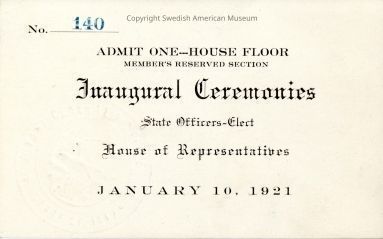 Copyright Swedish American Museum
No. 140
ADMIT ONE—HOUSE FLOOR
MEMBER'S RESERVED SECTION
Inaugural Ceremonies
State Officers-Elect
House of Representatives
JANUARY 10, 1921